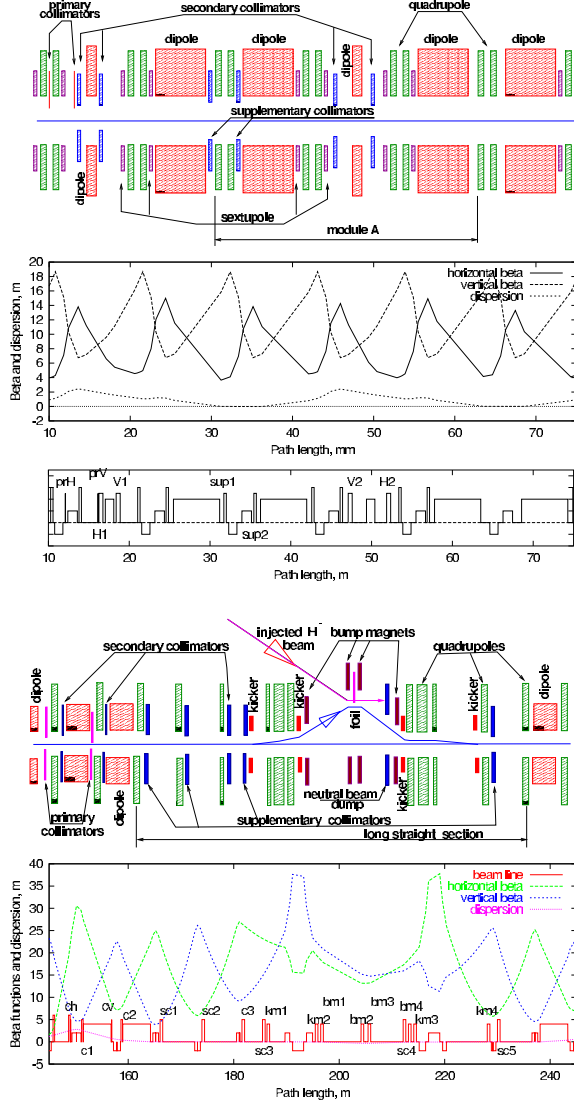 primary
collimators
secondary collimators
quadrupole
dipole
dipole
dipole
dipole
dipole
supplementary collimators
dipole
sextupole
module A
Beta and dispersion, m
20
18
16
14
12
10
8
6
4
2
0
-2
horizontal beta
vertical beta
dispersion
10 20 30 40 50 60 70
Path length, mm
prH
prV
V1
H1
sup1
sup2
V2
H2
10 20 30 40 50 60 70
Path length, m
injected H-
beam
bump magnets
secondary collimators
quadrupoles
dipole
kicker
kicker
foil
kicker
dipole
primary
collimators
dipole
neutral beam
dump
kicker
supplementary collimators
long straight section
Beta functions and dispersion, m
40
35
30
25
20
15
10
5
0
beam line
horizontal beta
vertical beta
dispersion
ch
c1
cv
c2
sc1
sc2
c3
sc3
km1
km2
bm1
bm2
bm3
bm4
km3
sc4
km4
sc5
160 180 200 220 240
Path length, m